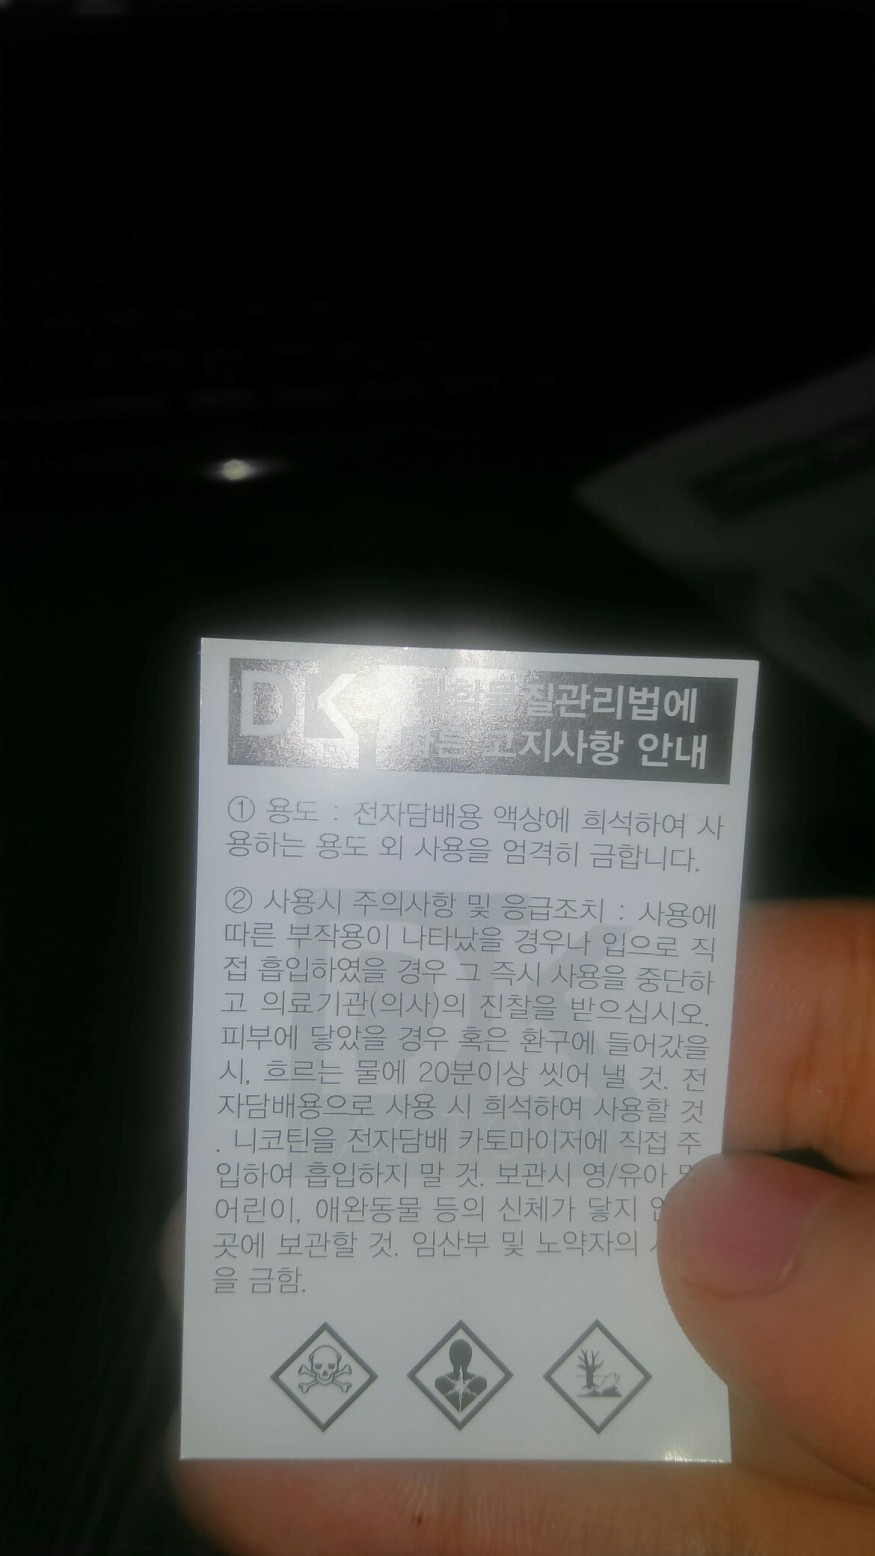 DK
화학물질관리법에
따른 고지사항 안내
① 용도 : 전자담배용 액상에 희석하여 사
용하는 용도 외 사용을 엄격히 금합니다.
② 사용시 주의사항 및 응급조치 : 사용에
따른 부작용이 나타났을 경우나 입으로 직
접 흡입하였을 경우 그 즉시 사용을 중단하
고 의료기관(의사)의 진찰을 받으십시오.
피부에 닿았을 경우 혹은 환구에 들어갔을
시, 흐르는 물에 20분이상 씻어 낼 것. 전
자담배용으로 사용 시 희석하여 사용할 것
. 니코틴을 전자담배 카토마이저에 직접 주
입하여 흡입하지 말 것. 보관시 영/유아
어린이, 애완동물 등의 신체가 닿지
곳에 보관할 것. 임산부 및 노약자의
을 금함.